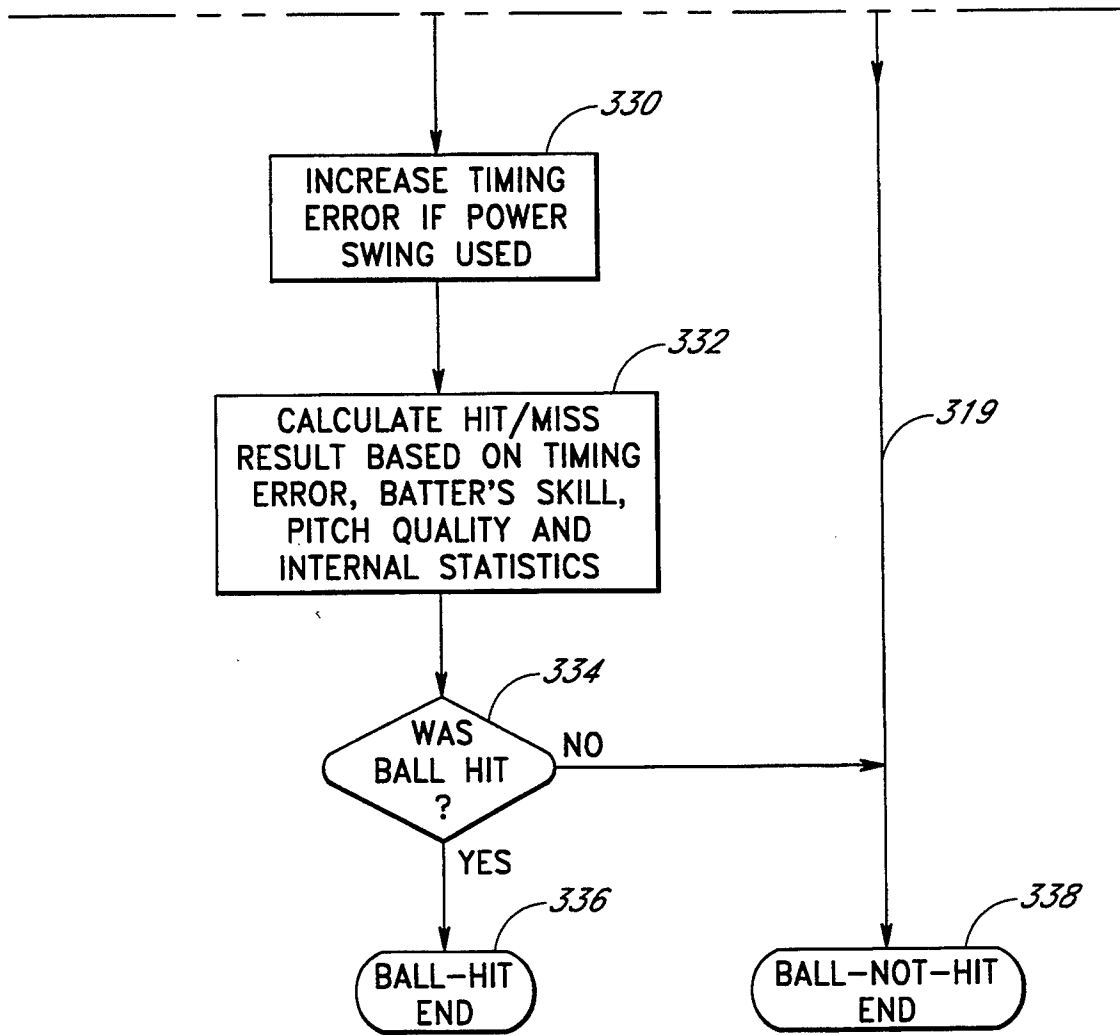 330
INCREASE TIMING
ERROR IF POWER
SWING USED
332
CALCULATE HIT/MISS
RESULT BASED ON TIMING
ERROR, BATTER'S SKILL,
PITCH QUALITY AND
INTERNAL STATISTICS
319
334
WAS
BALL HIT
?
NO
YES
336
BALL-HIT
END
338
BALL-NOT-HIT
END